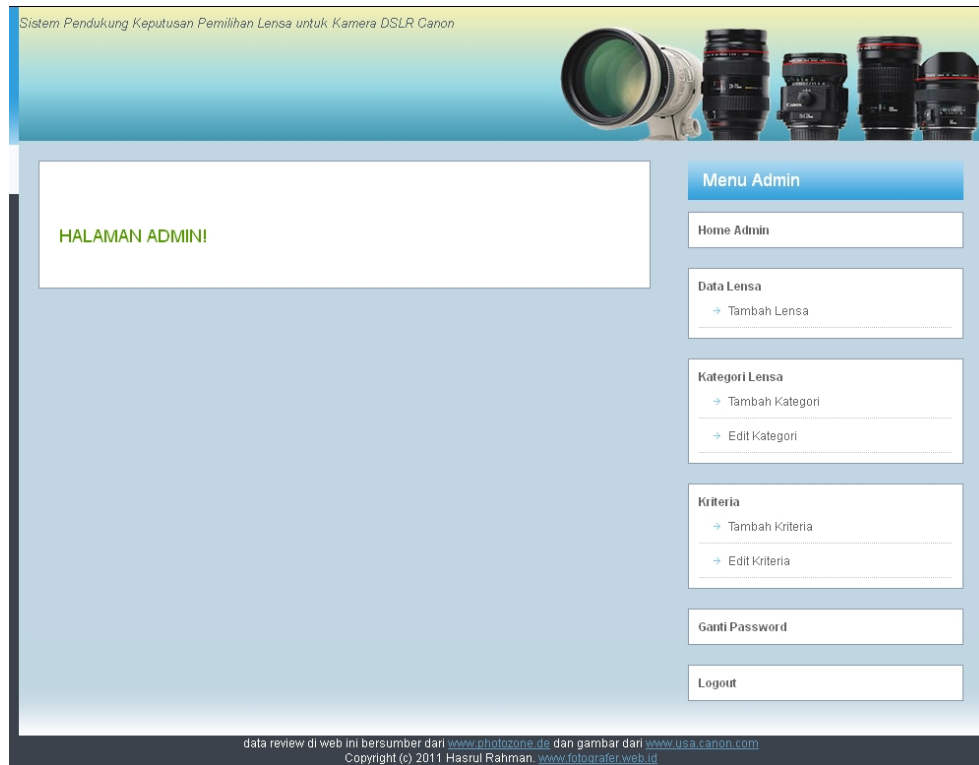 Sistem Pendukung Keputusan Pemilihan Lensa untuk Kamera DSLR Canon
HALAMAN ADMIN!
Menu Admin
Home Admin
Data Lensa
Tambah Lensa
Kategori Lensa
Tambah Kategori
Edit Kategori
Kriteria
Tambah Kriteria
Edit Kriteria
Ganti Password
Logout
data review di web ini bersumber dari www.photozone.de dan gambar dari www.usa.canon.com
Copyright (c) 2011 Hasrul Rahman. www.fotografer.web.id